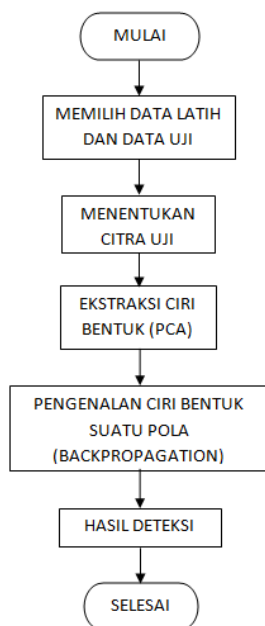 MULAI
MEMILIH DATA LATIH
DAN DATA UJI
MENENTUKAN
CITRA UJI
EKSTRAKSI CIRI
BENTUK (PCA)
PENGENALAN CIRI BENTUK
SUATU POLA
(BACKPROPAGATION)
HASIL DETEKSI
SELESAI